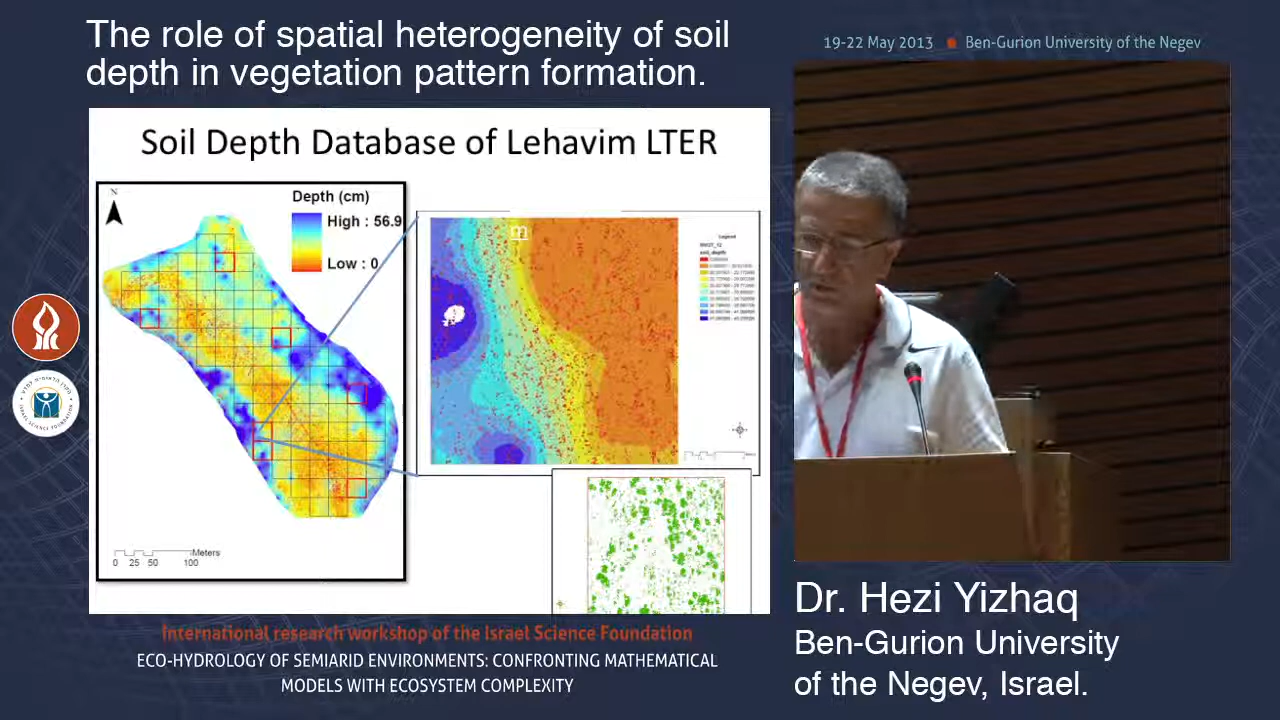 The role of spatial heterogeneity of soil
depth in vegetation pattern formation.
19-22 May 2013 Ben-Gurion University of the Negev
Soil Depth Database of Lehavim LTER
N
Depth (cm)
High : 56.9
Low : 0
m
Legend
soil_depth
Meters
0 25 50 100
International research workshop of the Israel Science Foundation
ECO-HYDROLOGY OF SEMIARID ENVIRONMENTS: CONFRONTING MATHEMATICAL
MODELS WITH ECOSYSTEM COMPLEXITY
Dr. Hezi Yizhaq
Ben-Gurion University
of the Negev, Israel.